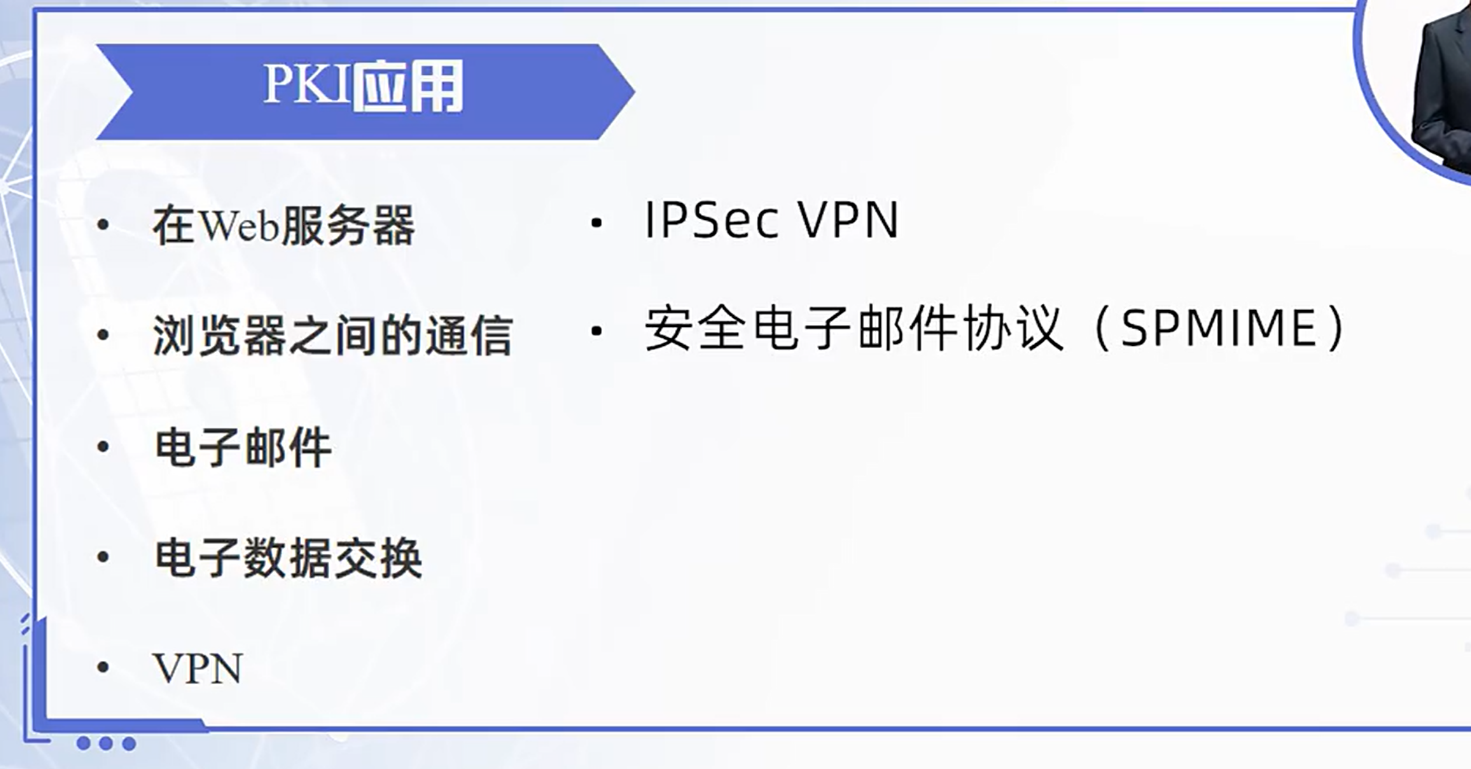 PKI应用
• 在Web服务器
• 浏览器之间的通信
• 电子邮件
• 电子数据交换
• VPN
• IPSec VPN
• 安全电子邮件协议（SPMIME）